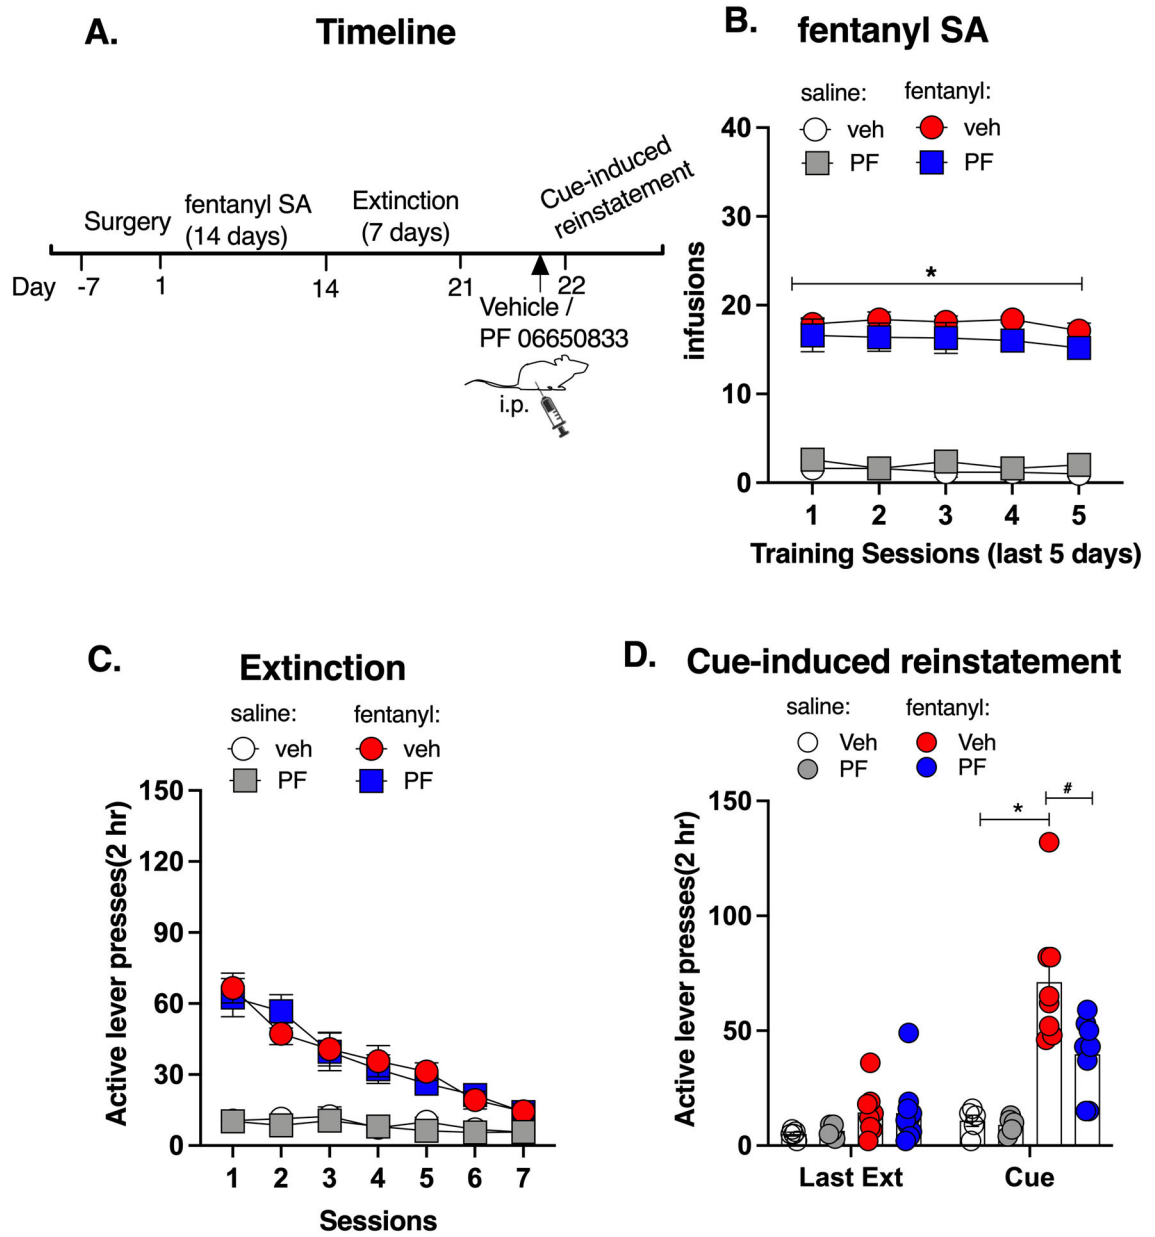 A.
Timeline
Surgery
fentanyl SA
(14 days)
Extinction
(7 days)
Cue-induced
reinstatement
Day -7 1 14 21 22
Vehicle /
PF 06650833
i.p.
B.
fentanyl SA
saline: fentanyl:
veh veh
PF PF
infusions
40
30
20
10
0
*
1 2 3 4 5
Training Sessions (last 5 days)
C.
Extinction
saline: fentanyl:
veh veh
PF PF
Active lever presses(2 hr)
150
120
90
60
30
0
1 2 3 4 5 6 7
Sessions
D.
Cue-induced reinstatement
saline: fentanyl:
Veh Veh
PF PF
Active lever presses(2 hr)
150
100
50
0
* #
Last Ext Cue